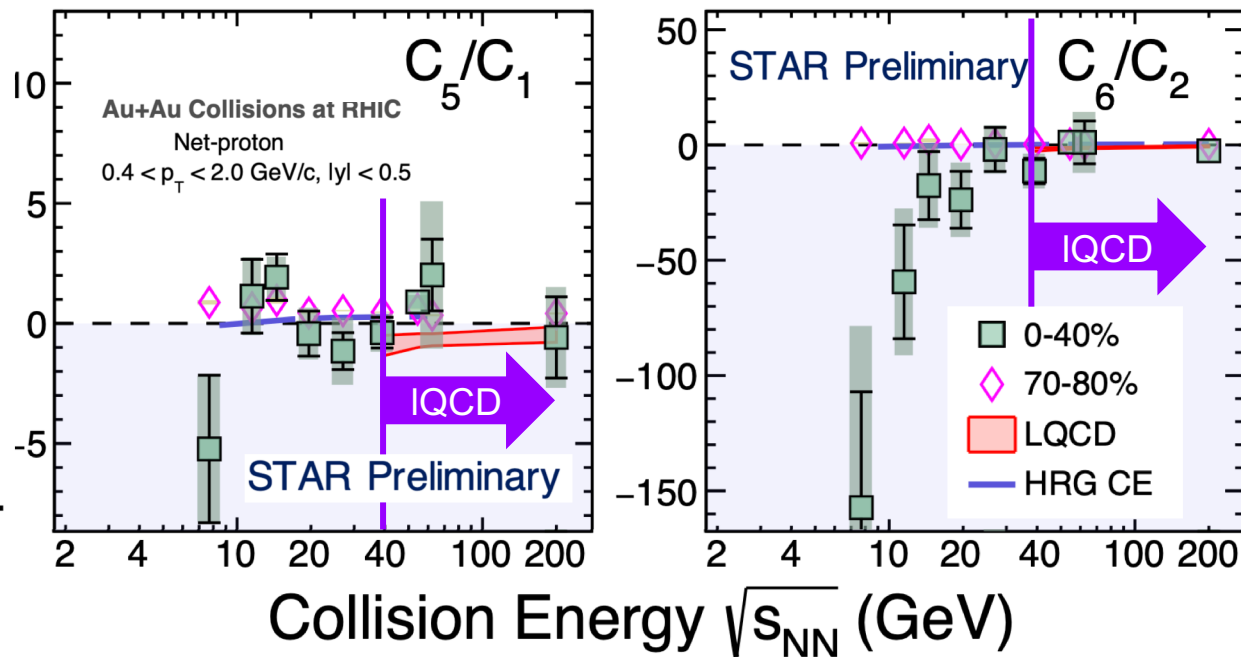 C5/C1
Au+Au Collisions at RHIC
Net-proton
0.4 < pT < 2.0 GeV/c, |y| < 0.5
10
5
0
-5
lQCD
STAR Preliminary
2 4 10 20 40 100 200
50
0
-50
-100
-150
STAR Preliminary
C6/C2
lQCD
0-40%
70-80%
LQCD
HRG CE
2 4 10 20 40 100 200
Collision Energy √sNN (GeV)